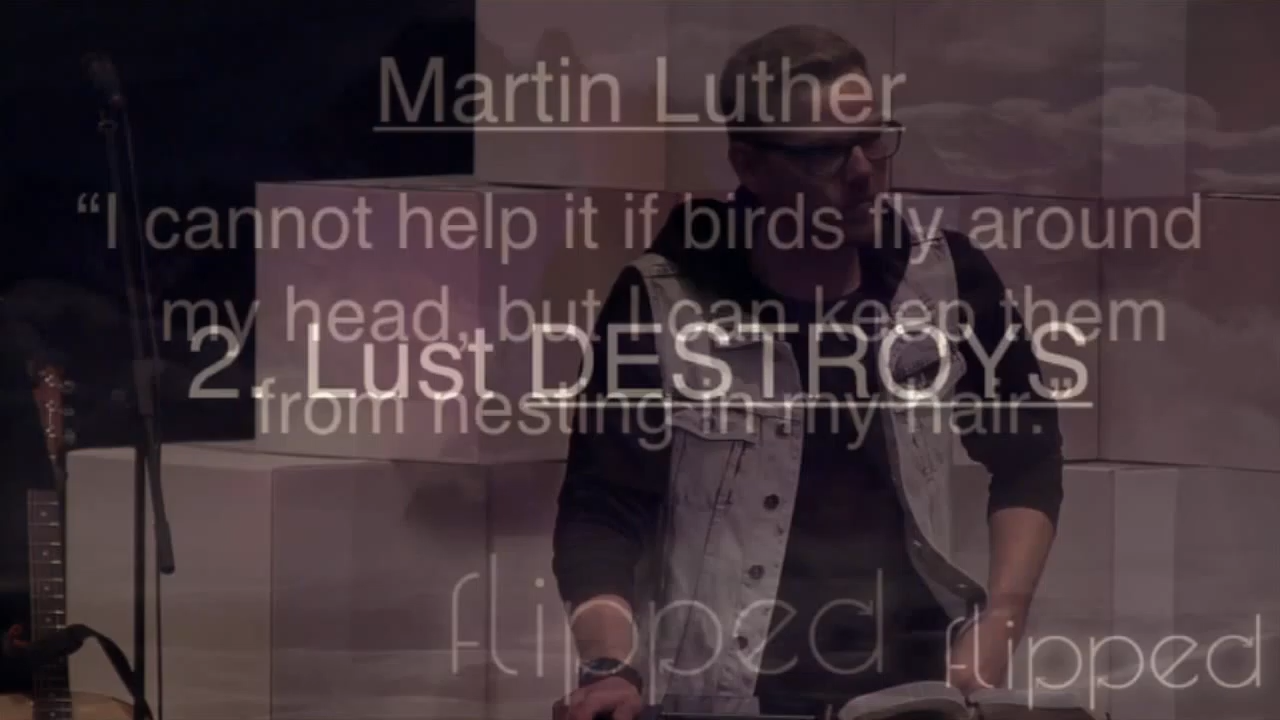 Martin Luther
“I cannot help it if birds fly around
my head, but I can keep them
2. Lust DESTROYS
from nesting in my hair.”
flipped
flipped